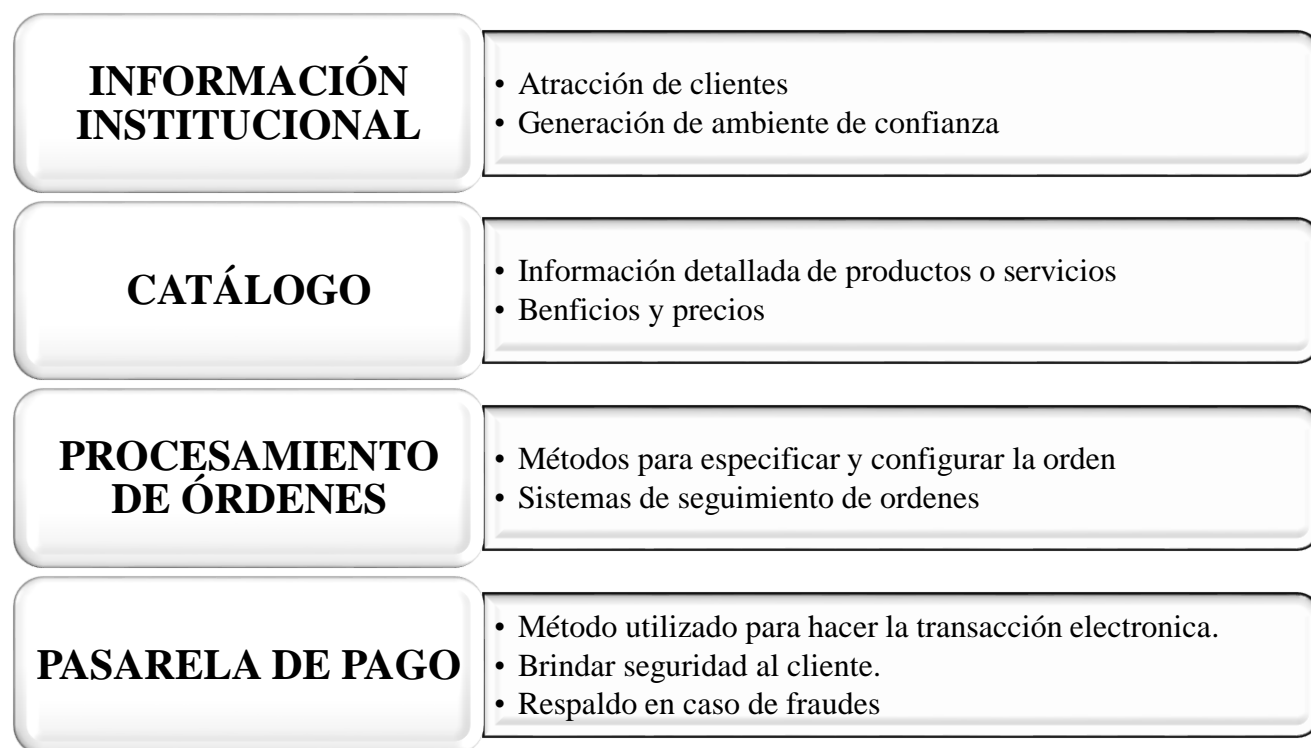 INFORMACIÓN
INSTITUCIONAL
• Atracción de clientes
• Generación de ambiente de confianza
CATÁLOGO
• Información detallada de productos o servicios
• Benficios y precios
PROCESAMIENTO
DE ÓRDENES
• Métodos para especificar y configurar la orden
• Sistemas de seguimiento de ordenes
PASARELA DE PAGO
• Método utilizado para hacer la transacción electronica.
• Brindar seguridad al cliente.
• Respaldo en caso de fraudes